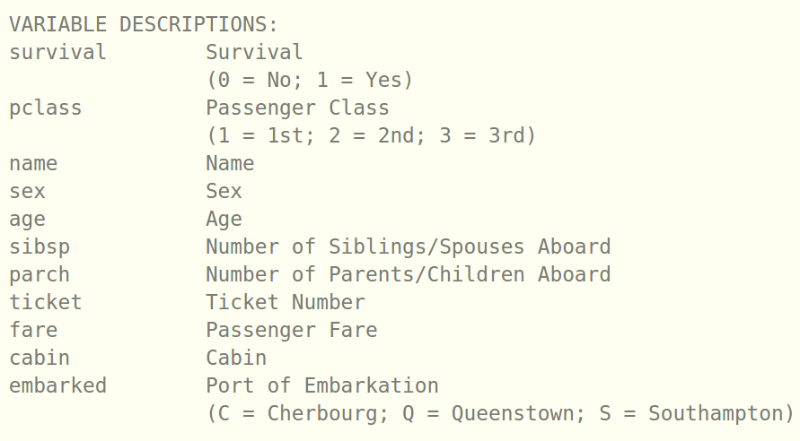 VARIABLE DESCRIPTIONS:
survival        Survival
                (0 = No; 1 = Yes)
pclass          Passenger Class
                (1 = 1st; 2 = 2nd; 3 = 3rd)
name            Name
sex             Sex
age             Age
sibsp           Number of Siblings/Spouses Aboard
parch           Number of Parents/Children Aboard
ticket          Ticket Number
fare            Passenger Fare
cabin           Cabin
embarked        Port of Embarkation
                (C = Cherbourg; Q = Queenstown; S = Southampton)